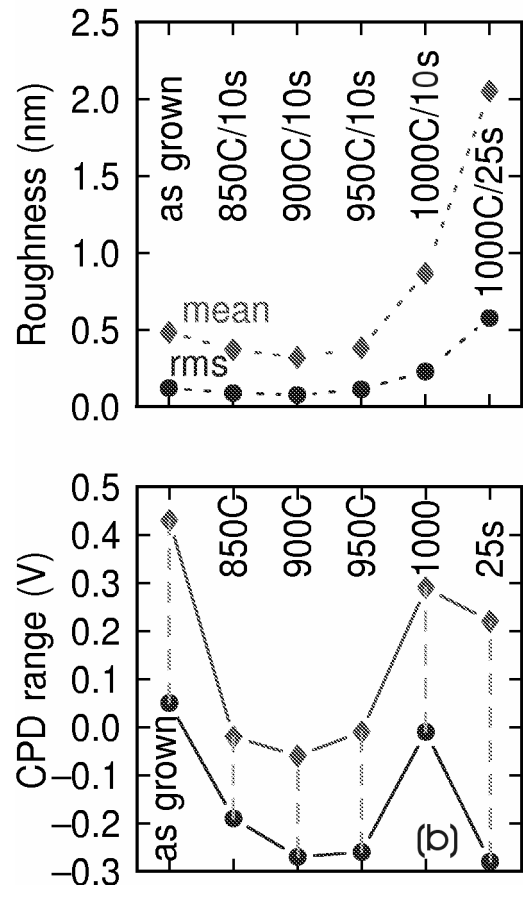 2.5
2.0
1.5
1.0
0.5
0.0
Roughness (nm)
as grown
850C/10s
900C/10s
950C/10s
1000C/10s
1000C/25s
mean
rms
0.5
0.4
0.3
0.2
0.1
0.0
−0.1
−0.2
−0.3
CPD range (V)
as grown
850C
900C
950C
1000
25s
(b)